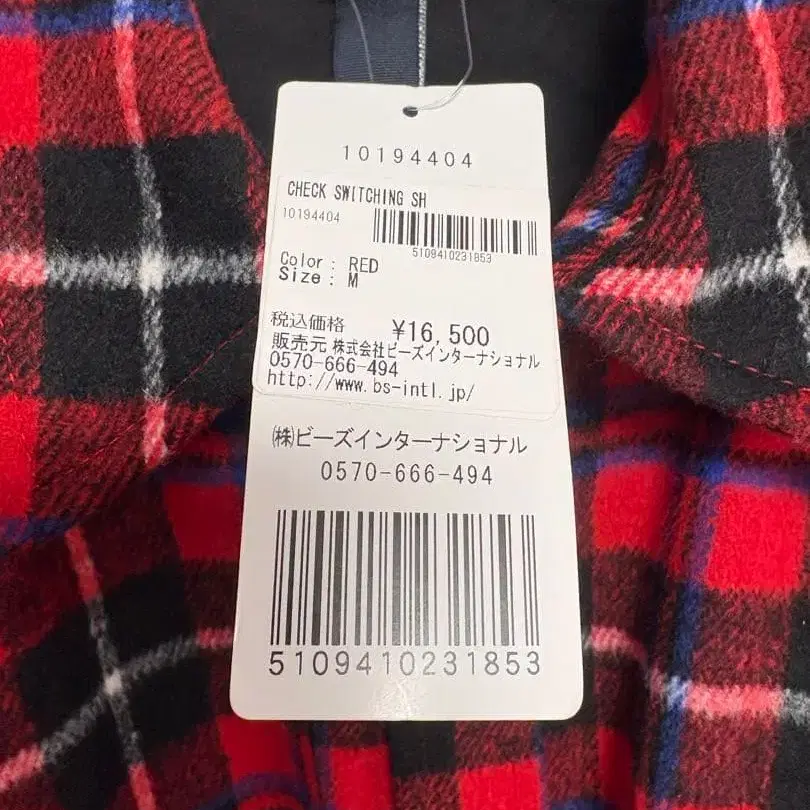 10194404
CHECK SWITCHING SH
10194404
5109410231853
Color : RED
Size : M
税込価格 ¥16,500
販売元 株式会社ビーズインターナショナル
0570-666-494
http://www.bs-intl.jp/
㈱ビーズインターナショナル
0570-666-494
5109410231853